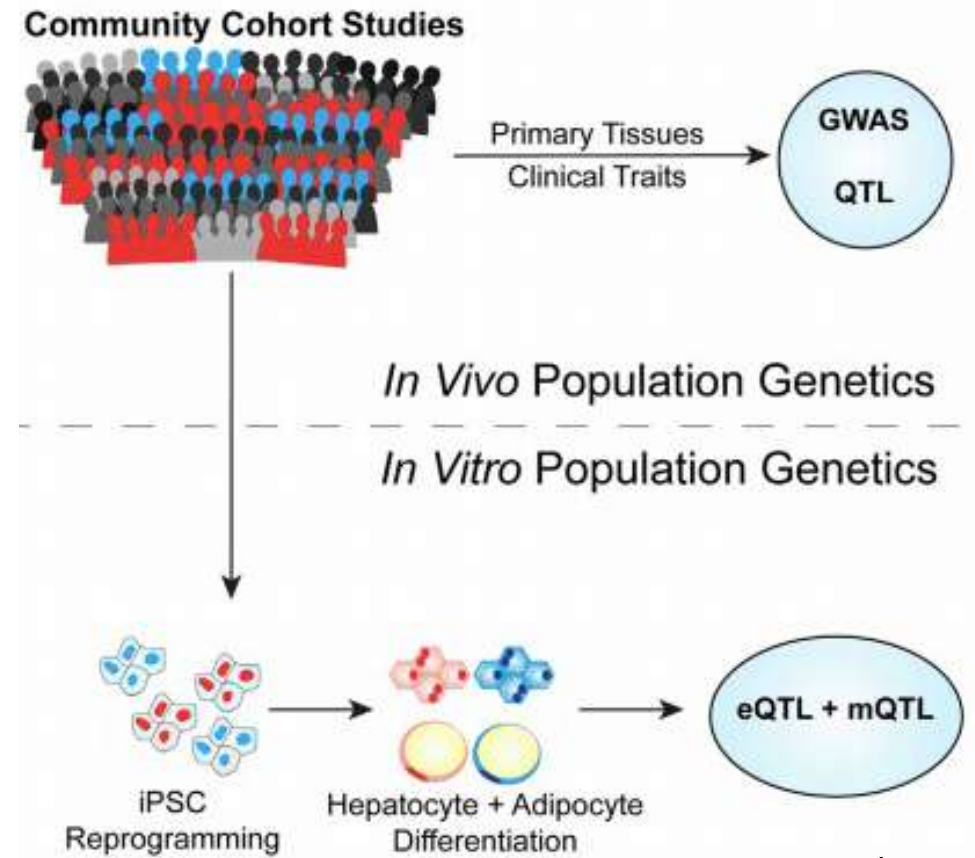 Community Cohort Studies
Primary Tissues
Clinical Traits
GWAS
QTL
In Vivo Population Genetics
In Vitro Population Genetics
iPSC
Reprogramming
Hepatocyte + Adipocyte
Differentiation
eQTL + mQTL